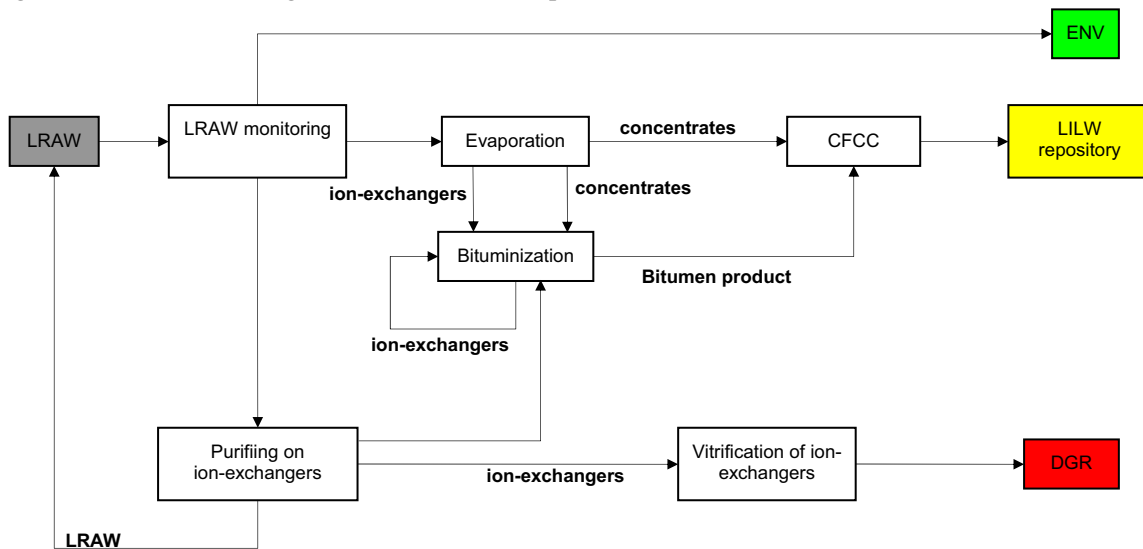 ENV
LRAW
LRAW monitoring
Evaporation
concentrates
CFCC
LILW
repository
ion-exchangers
concentrates
Bituminization
Bitumen product
ion-exchangers
Purifiing on
ion-exchangers
ion-exchangers
Vitrification of ion-
exchangers
DGR
LRAW